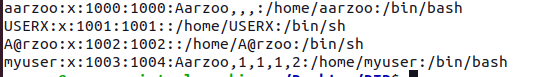 aarzoo:x:1000:1000:Aarzoo,,,:/home/aarzoo:/bin/bash
USERX:x:1001:1001::/home/USERX:/bin/sh
A@rzoo:x:1002:1002::/home/A@rzoo:/bin/sh
myuser:x:1003:1004:Aarzoo,1,1,1,2:/home/myuser:/bin/bash